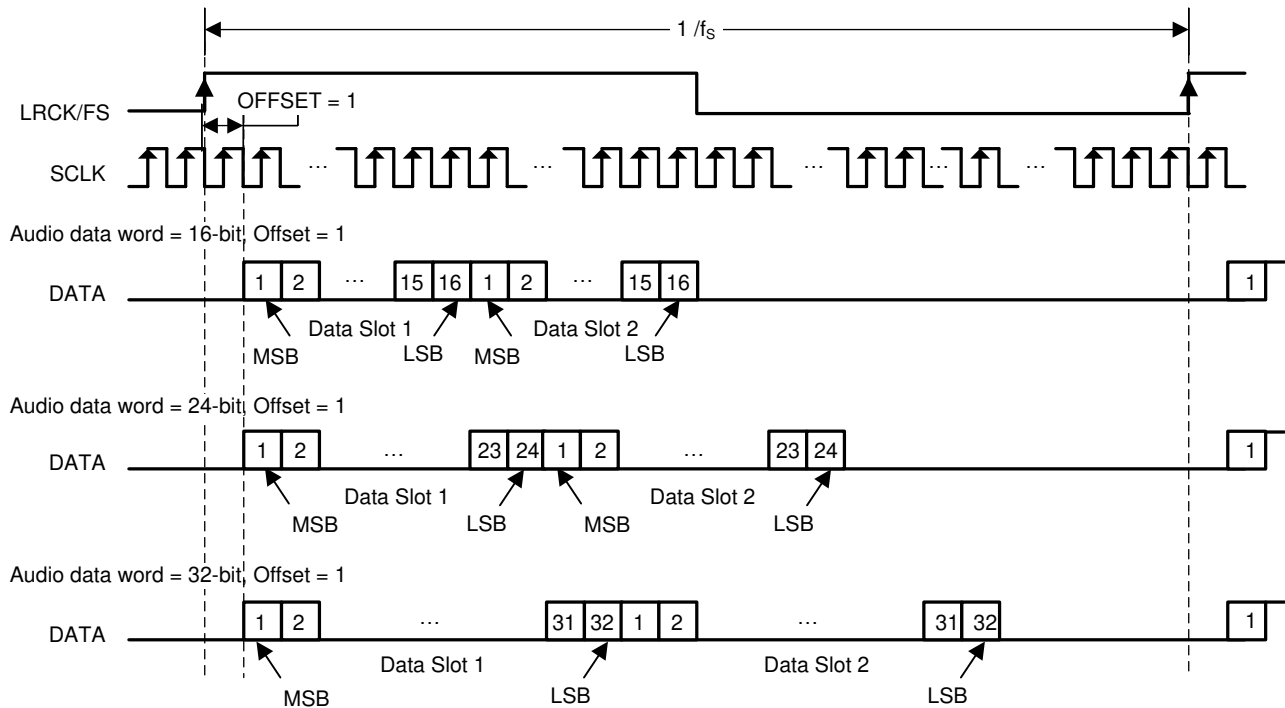 1 /fS
LRCK/FS
OFFSET = 1
SCLK
… … … … …
Audio data word = 16-bit, Offset = 1
DATA
1 2 … 15 16 1 2 … 15 16 1
Data Slot 1 Data Slot 2
MSB LSB MSB LSB
Audio data word = 24-bit, Offset = 1
DATA
1 2 … 23 24 1 2 … 23 24 1
Data Slot 1 Data Slot 2
MSB LSB MSB LSB
Audio data word = 32-bit, Offset = 1
DATA
1 2 … 31 32 1 2 … 31 32 1
Data Slot 1 Data Slot 2
MSB LSB LSB